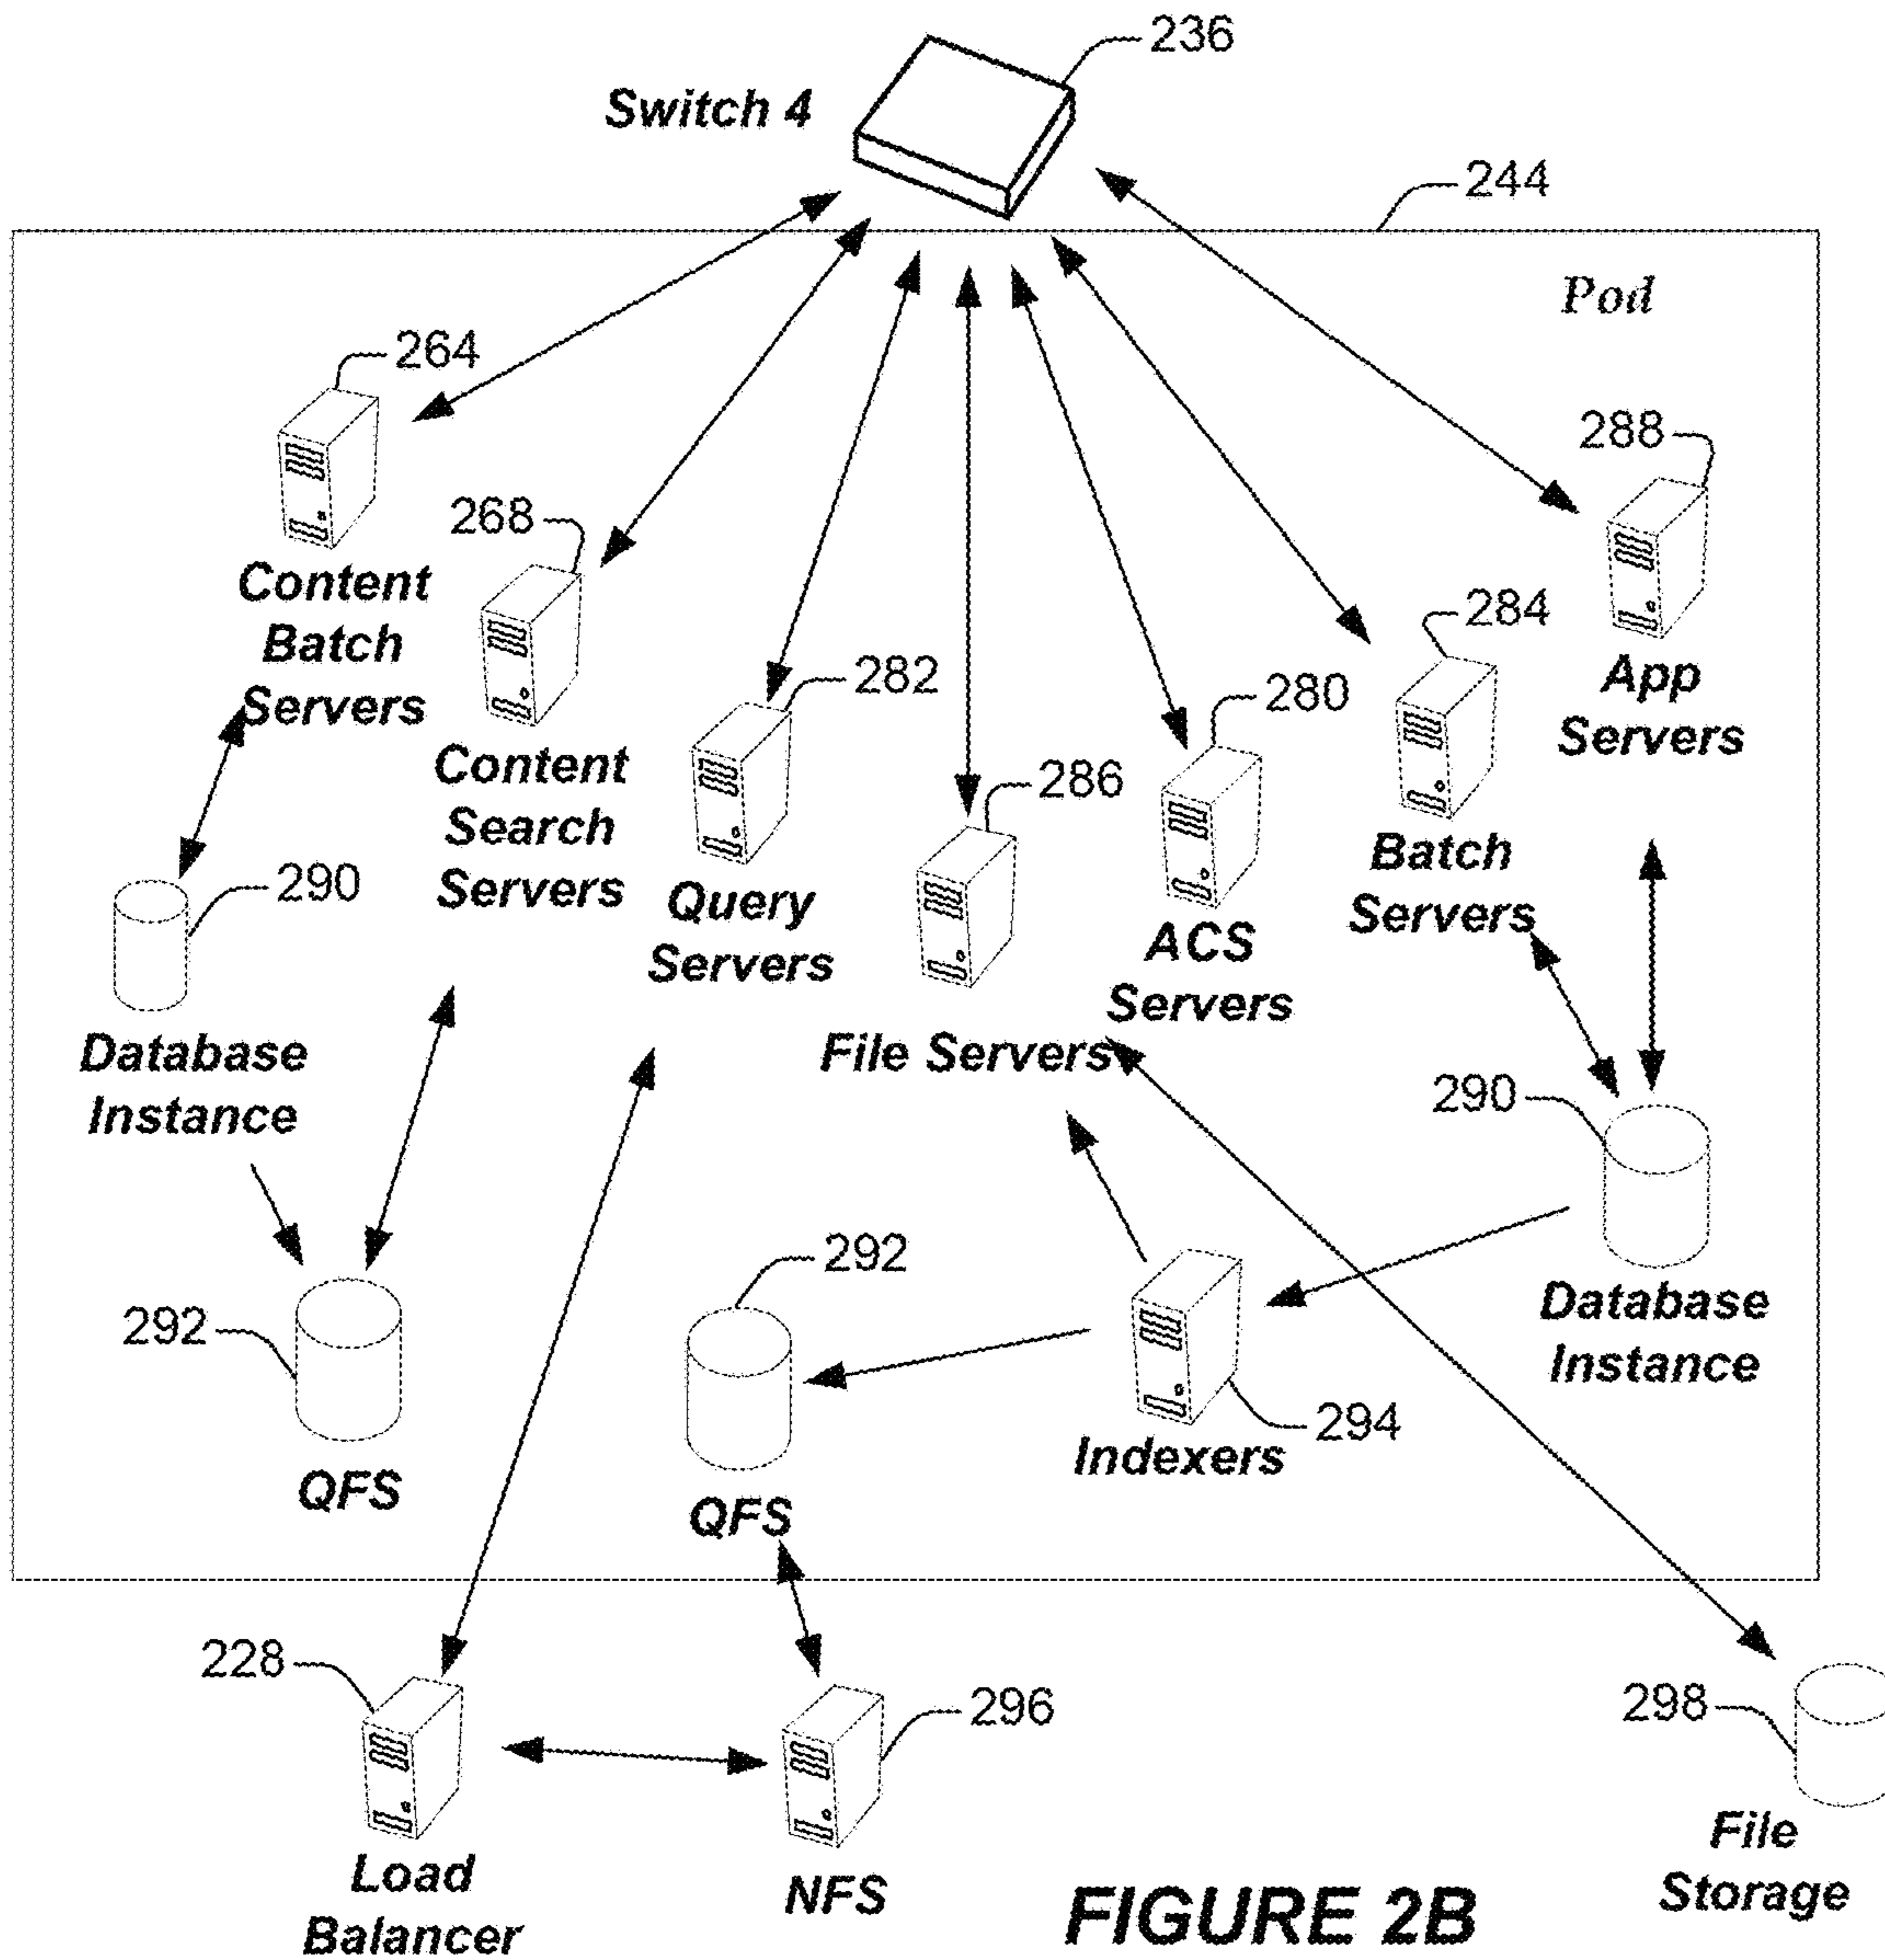 236
Switch 4
244
Pod
264
288
268
Content
Batch
Servers
284
282
280
App
Servers
Content
Search
Servers
286
290
Batch
Servers
Query
Servers
ACS
Servers
Database
Instance
File Servers
290
292
292
Database
Instance
294
Indexers
QFS
QFS
228
296
298
Load
Balancer
NFS
File
Storage
FIGURE 2B